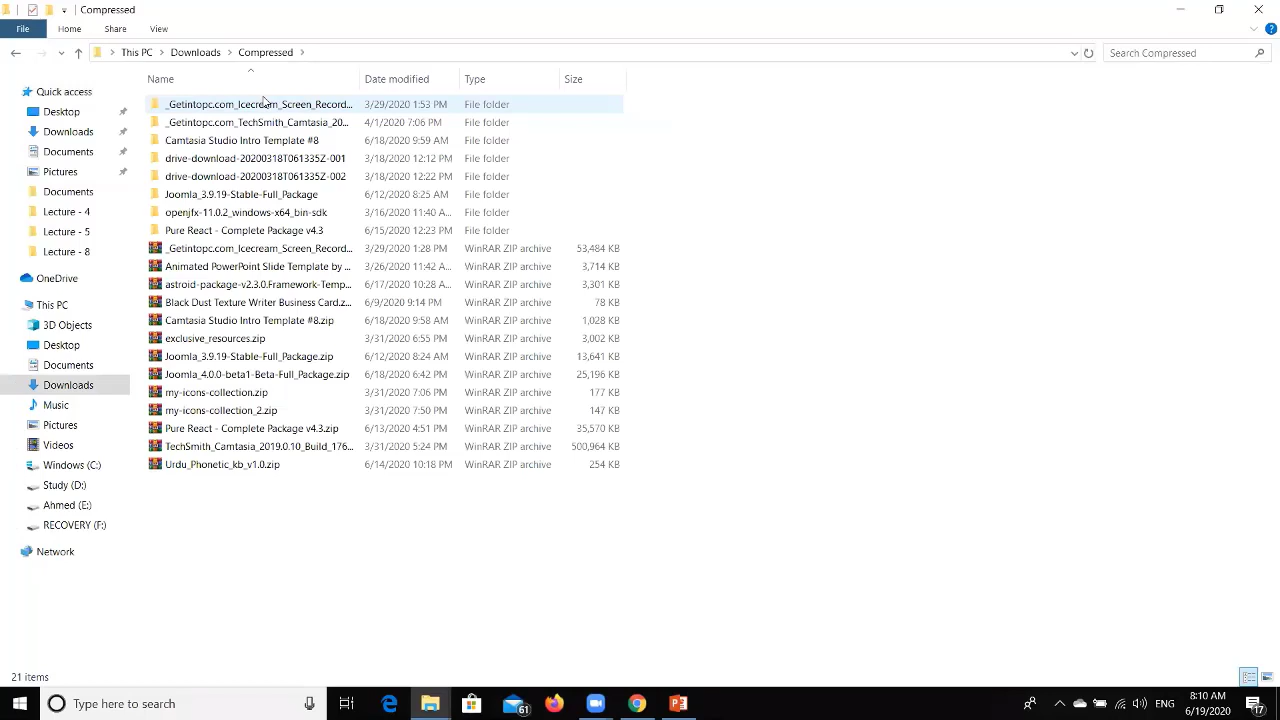 Compressed
File Home Share View
This PC Downloads Compressed Search Compressed
Name Date modified Type Size
Quick access
Desktop
Downloads
Documents
Pictures
Documents
Lecture - 4
Lecture - 5
Lecture - 8
OneDrive
This PC
3D Objects
Desktop
Documents
Downloads
Music
Pictures
Videos
Windows (C:)
Study (D:)
Ahmed (E:)
RECOVERY (F:)
Network
_Getintopc.com_Icecream_Screen_Record... 3/29/2020 1:53 PM File folder
_Getintopc.com_TechSmith_Camtasia_20... 4/1/2020 7:06 PM File folder
Camtasia Studio Intro Template #8 6/18/2020 9:59 AM File folder
drive-download-20200318T061335Z-001 3/18/2020 12:12 PM File folder
drive-download-20200318T061335Z-002 3/18/2020 12:22 PM File folder
Joomla_3.9.19-Stable-Full_Package 6/12/2020 8:25 AM File folder
openjfx-11.0.2_windows-x64_bin-sdk 3/16/2020 11:40 A... File folder
Pure React - Complete Package v4.3 6/15/2020 12:23 PM File folder
_Getintopc.com_Icecream_Screen_Record... 3/29/2020 1:28 PM WinRAR ZIP archive 53,484 KB
Animated PowerPoint Slide Template by ... 3/26/2020 11:42 A... WinRAR ZIP archive 3,714 KB
astroid-package-v2.3.0.Framework-Temp... 6/17/2020 10:28 A... WinRAR ZIP archive 3,301 KB
Black Dust Texture Writer Business Card.z... 6/9/2020 9:14 PM WinRAR ZIP archive 78 KB
Camtasia Studio Intro Template #8.zip 6/18/2020 9:58 AM WinRAR ZIP archive 1,028 KB
exclusive_resources.zip 3/31/2020 6:55 PM WinRAR ZIP archive 3,002 KB
Joomla_3.9.19-Stable-Full_Package.zip 6/12/2020 8:24 AM WinRAR ZIP archive 13,641 KB
Joomla_4.0.0-beta1-Beta-Full_Package.zip 6/18/2020 6:42 PM WinRAR ZIP archive 25,196 KB
my-icons-collection.zip 3/31/2020 7:06 PM WinRAR ZIP archive 177 KB
my-icons-collection_2.zip 3/31/2020 7:50 PM WinRAR ZIP archive 147 KB
Pure React - Complete Package v4.3.zip 6/13/2020 4:51 PM WinRAR ZIP archive 35,570 KB
TechSmith_Camtasia_2019.0.10_Build_176... 3/31/2020 5:24 PM WinRAR ZIP archive 500,964 KB
Urdu_Phonetic_kb_v1.0.zip 6/14/2020 10:18 PM WinRAR ZIP archive 254 KB
21 items
Type here to search 61 ENG 8:10 AM
6/19/2020 17